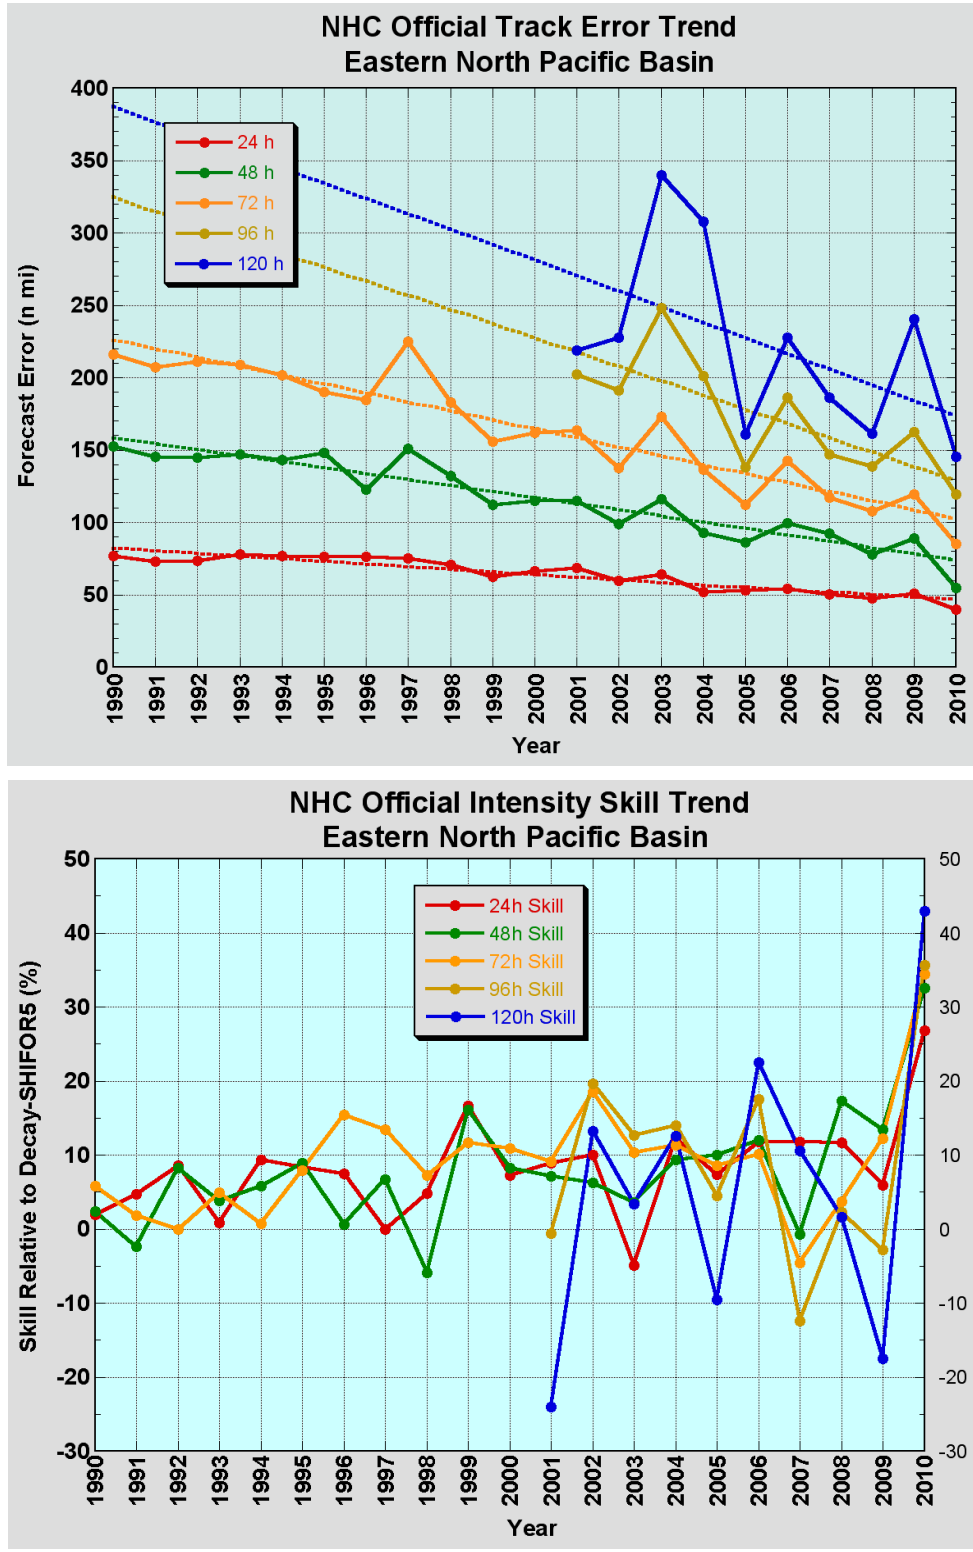 NHC Official Track Error Trend
Eastern North Pacific Basin
Forecast Error (n mi)
400
350
300
250
200
150
100
50
0
24 h
48 h
72 h
96 h
120 h
1990 1991 1992 1993 1994 1995 1996 1997 1998 1999 2000 2001 2002 2003 2004 2005 2006 2007 2008 2009 2010
Year
NHC Official Intensity Skill Trend
Eastern North Pacific Basin
Skill Relative to Decay-SHIFOR5 (%)
50 50
40 40
30 30
20 20
10 10
0 0
-10 -10
-20 -20
-30 -30
24h Skill
48h Skill
72h Skill
96h Skill
120h Skill
1990 1991 1992 1993 1994 1995 1996 1997 1998 1999 2000 2001 2002 2003 2004 2005 2006 2007 2008 2009 2010
Year